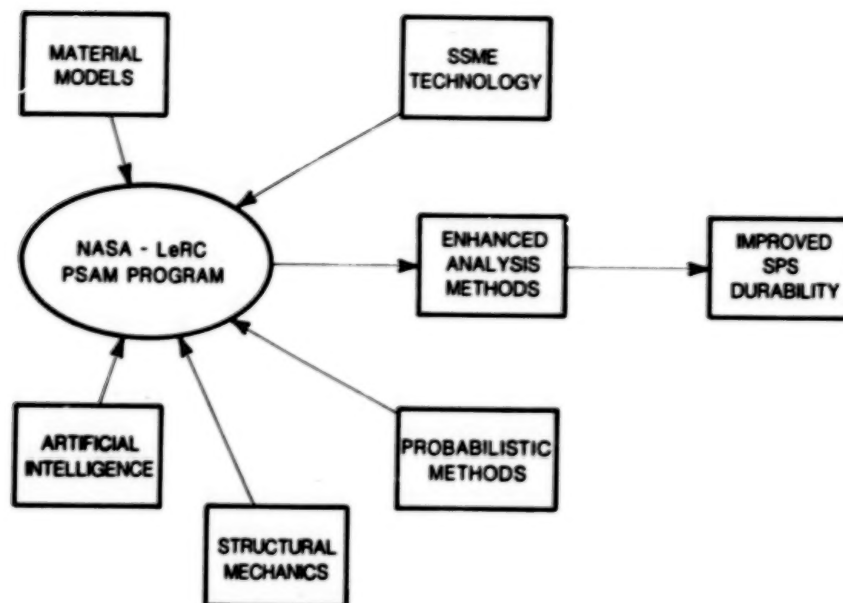 MATERIAL
MODELS
SSME
TECHNOLOGY
NASA - LeRC
PSAM PROGRAM
ENHANCED
ANALYSIS
METHODS
IMPROVED
SPS
DURABILITY
ARTIFICIAL
INTELLIGENCE
PROBABILISTIC
METHODS
STRUCTURAL
MECHANICS